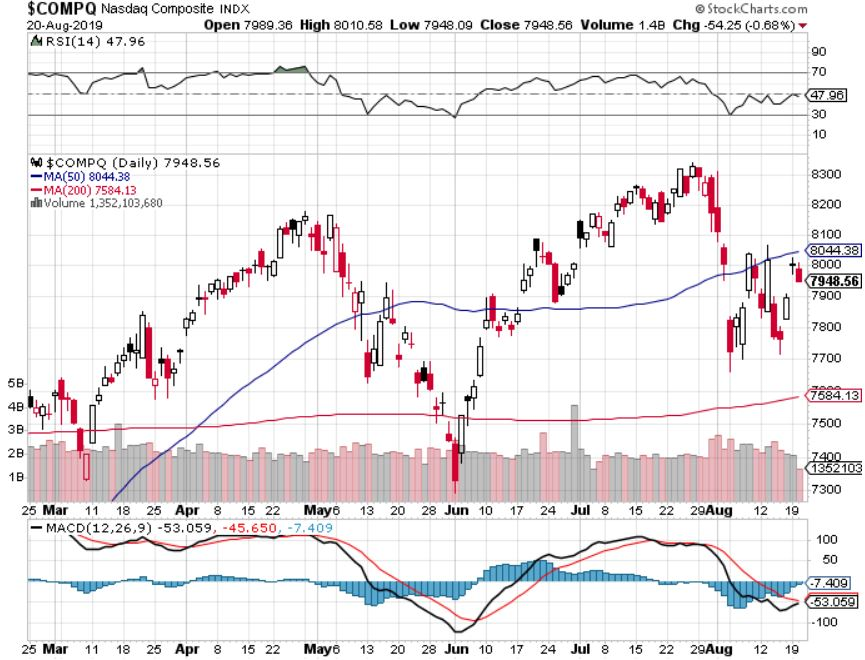 $COMPQ Nasdaq Composite INDX © StockCharts.com
20-Aug-2019 Open 7989.36 High 8010.58 Low 7948.09 Close 7948.56 Volume 1.4B Chg -54.25 (-0.68%)
RSI(14) 47.96
90
70
47.96
30
10
$COMPQ (Daily) 7948.56
MA(50) 8044.38
MA(200) 7584.13
Volume 1,352,103,680
8300
8200
8100
8044.38
8000
7948.56
7900
7800
7700
7584.13
7500
7400
1352103
7300
5B
4B
3B
2B
1B
25 Mar 11 18 25 Apr 8 15 22 May 6 13 20 28 Jun 10 17 24 Jul 8 15 22 29 Aug 12 19
MACD(12,26,9) -53.059, -45.650, -7.409
100
50
-7.409
-53.059
-100
25 Mar 11 18 25 Apr 8 15 22 May 6 13 20 28 Jun 10 17 24 Jul 8 15 22 29 Aug 12 19